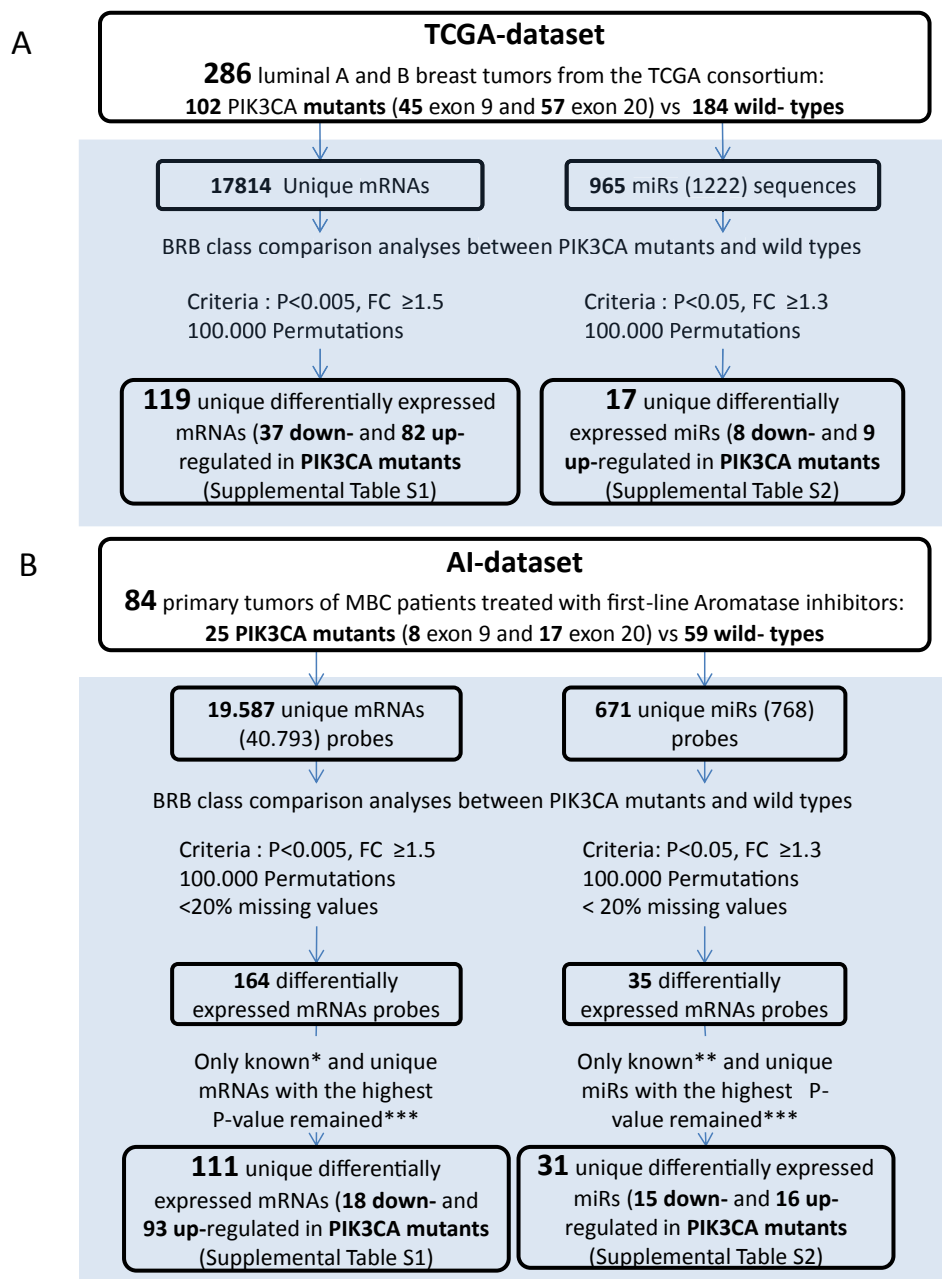 A
TCGA-dataset
286 luminal A and B breast tumors from the TCGA consortium:
102 PIK3CA mutants (45 exon 9 and 57 exon 20) vs 184 wild- types
17814 Unique mRNAs
965 miRs (1222) sequences
BRB class comparison analyses between PIK3CA mutants and wild types
Criteria : P<0.005, FC ≥1.5
100.000 Permutations
Criteria : P<0.05, FC ≥1.3
100.000 Permutations
119 unique differentially expressed
mRNAs (37 down- and 82 up-
regulated in PIK3CA mutants
(Supplemental Table S1)
17 unique differentially
expressed miRs (8 down- and 9
up-regulated in PIK3CA mutants
(Supplemental Table S2)
B
AI-dataset
84 primary tumors of MBC patients treated with first-line Aromatase inhibitors:
25 PIK3CA mutants (8 exon 9 and 17 exon 20) vs 59 wild- types
19.587 unique mRNAs
(40.793) probes
671 unique miRs (768)
probes
BRB class comparison analyses between PIK3CA mutants and wild types
Criteria : P<0.005, FC ≥1.5
100.000 Permutations
<20% missing values
Criteria: P<0.05, FC ≥1.3
100.000 Permutations
< 20% missing values
164 differentially
expressed mRNAs probes
35 differentially
expressed mRNAs probes
Only known* and unique
mRNAs with the highest
P-value remained***
Only known** and unique
miRs with the highest P-
value remained***
111 unique differentially
expressed mRNAs (18 down- and
93 up-regulated in PIK3CA mutants
(Supplemental Table S1)
31 unique differentially expressed
miRs (15 down- and 16 up-
regulated in PIK3CA mutants
(Supplemental Table S2)